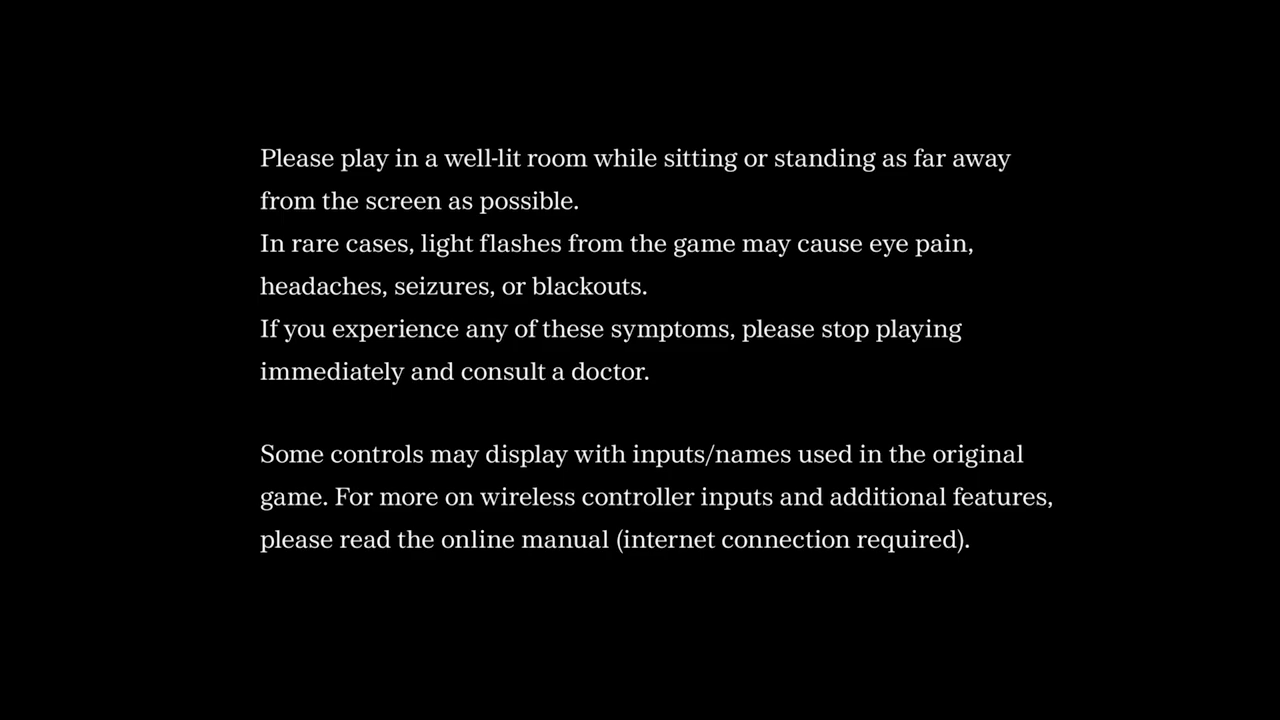 Please play in a well-lit room while sitting or standing as far away
from the screen as possible.
In rare cases, light flashes from the game may cause eye pain,
headaches, seizures, or blackouts.
If you experience any of these symptoms, please stop playing
immediately and consult a doctor.
Some controls may display with inputs/names used in the original
game. For more on wireless controller inputs and additional features,
please read the online manual (internet connection required).